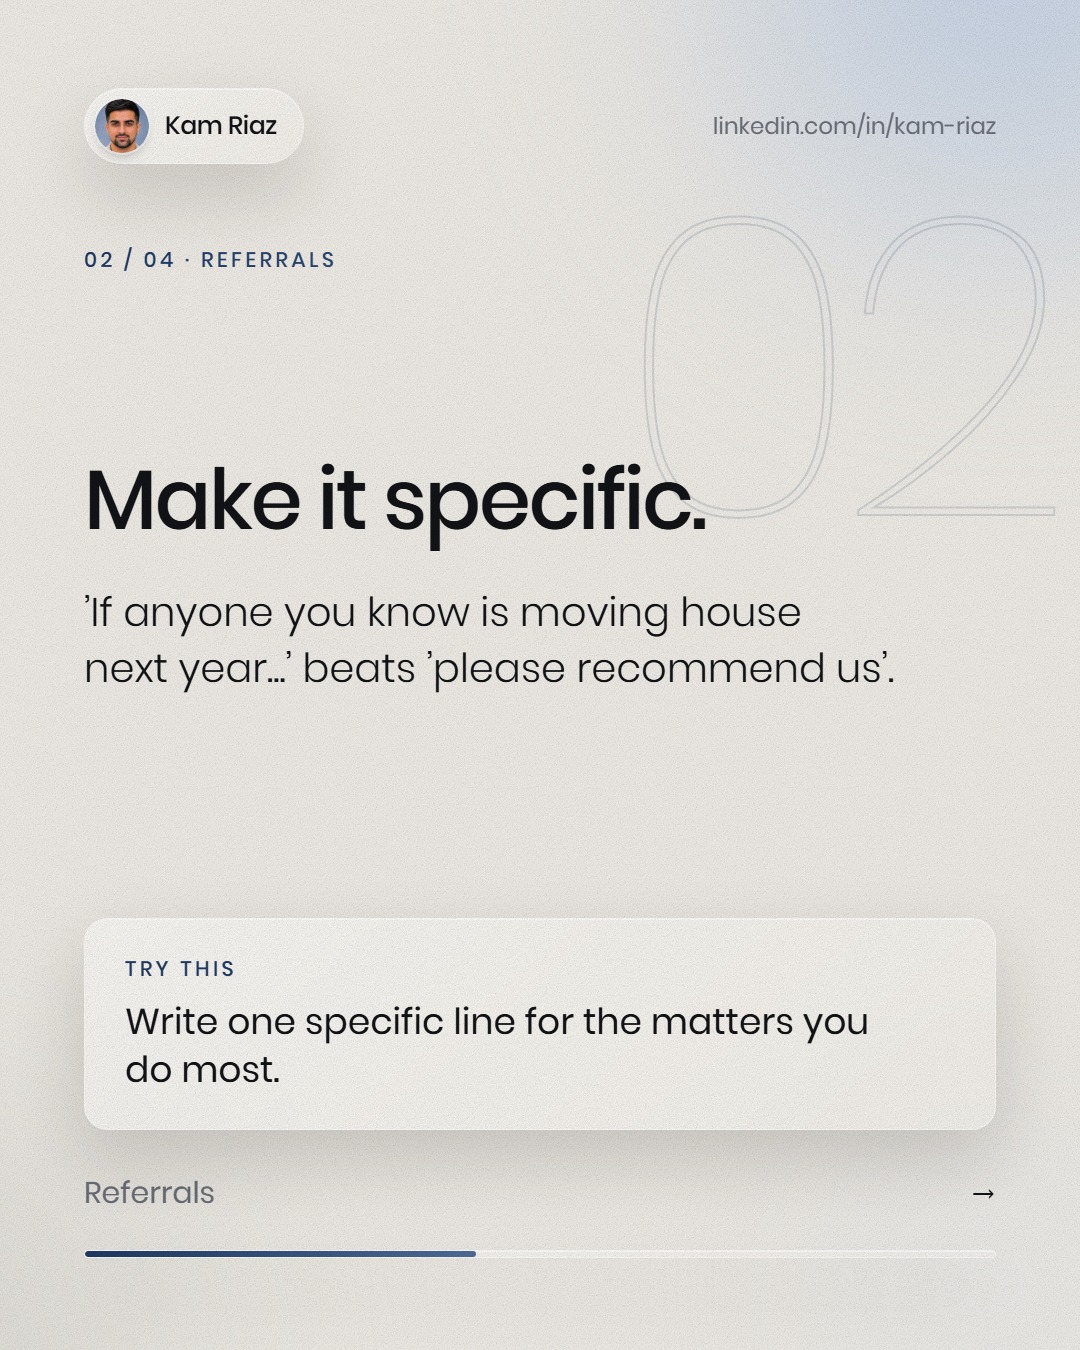 Kam Riaz
linkedin.com/in/kam-riaz
02 / 04 · REFERRALS
02
Make it specific.
’If anyone you know is moving house
next year...’ beats ’please recommend us’.
TRY THIS
Write one specific line for the matters you
do most.
Referrals
→